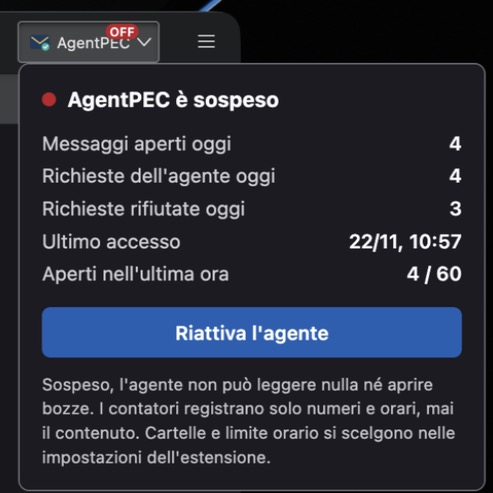 OFF
AgentPEC
AgentPEC è sospeso
Messaggi aperti oggi 4
Richieste dell'agente oggi 4
Richieste rifiutate oggi 3
Ultimo accesso 22/11, 10:57
Aperti nell'ultima ora 4 / 60
Riattiva l'agente
Sospeso, l'agente non può leggere nulla né aprire
bozze. I contatori registrano solo numeri e orari, mai
il contenuto. Cartelle e limite orario si scelgono nelle
impostazioni dell'estensione.